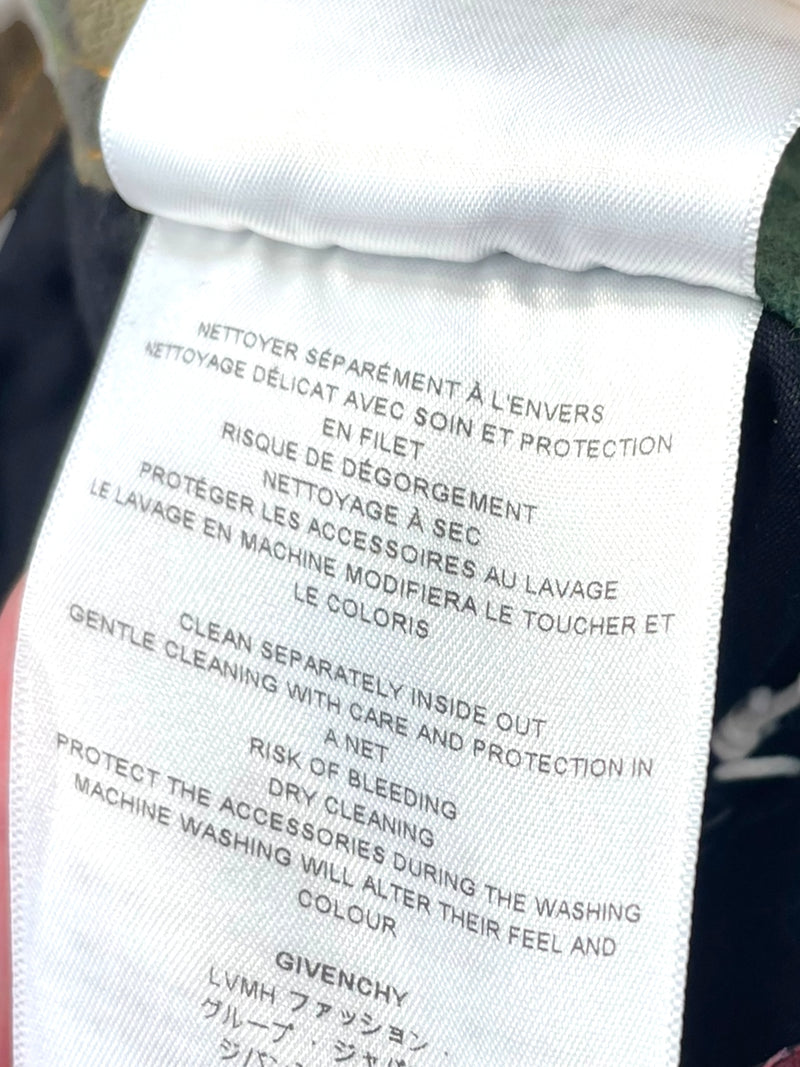 NETTOYER SÉPARÉMENT À L'ENVERS
NETTOYAGE DÉLICAT AVEC SOIN ET PROTECTION
EN FILET
RISQUE DE DÉGORGEMENT
NETTOYAGE À SEC
PROTÉGER LES ACCESSOIRES AU LAVAGE
LE LAVAGE EN MACHINE MODIFIERA LE TOUCHER ET
LE COLORIS
CLEAN SEPARATELY INSIDE OUT
GENTLE CLEANING WITH CARE AND PROTECTION IN
A NET
RISK OF BLEEDING
DRY CLEANING
PROTECT THE ACCESSORIES DURING THE WASHING
MACHINE WASHING WILL ALTER THEIR FEEL AND
COLOUR
GIVENCHY
LVMH ファッション・
グループ・ジャパ
ジバン